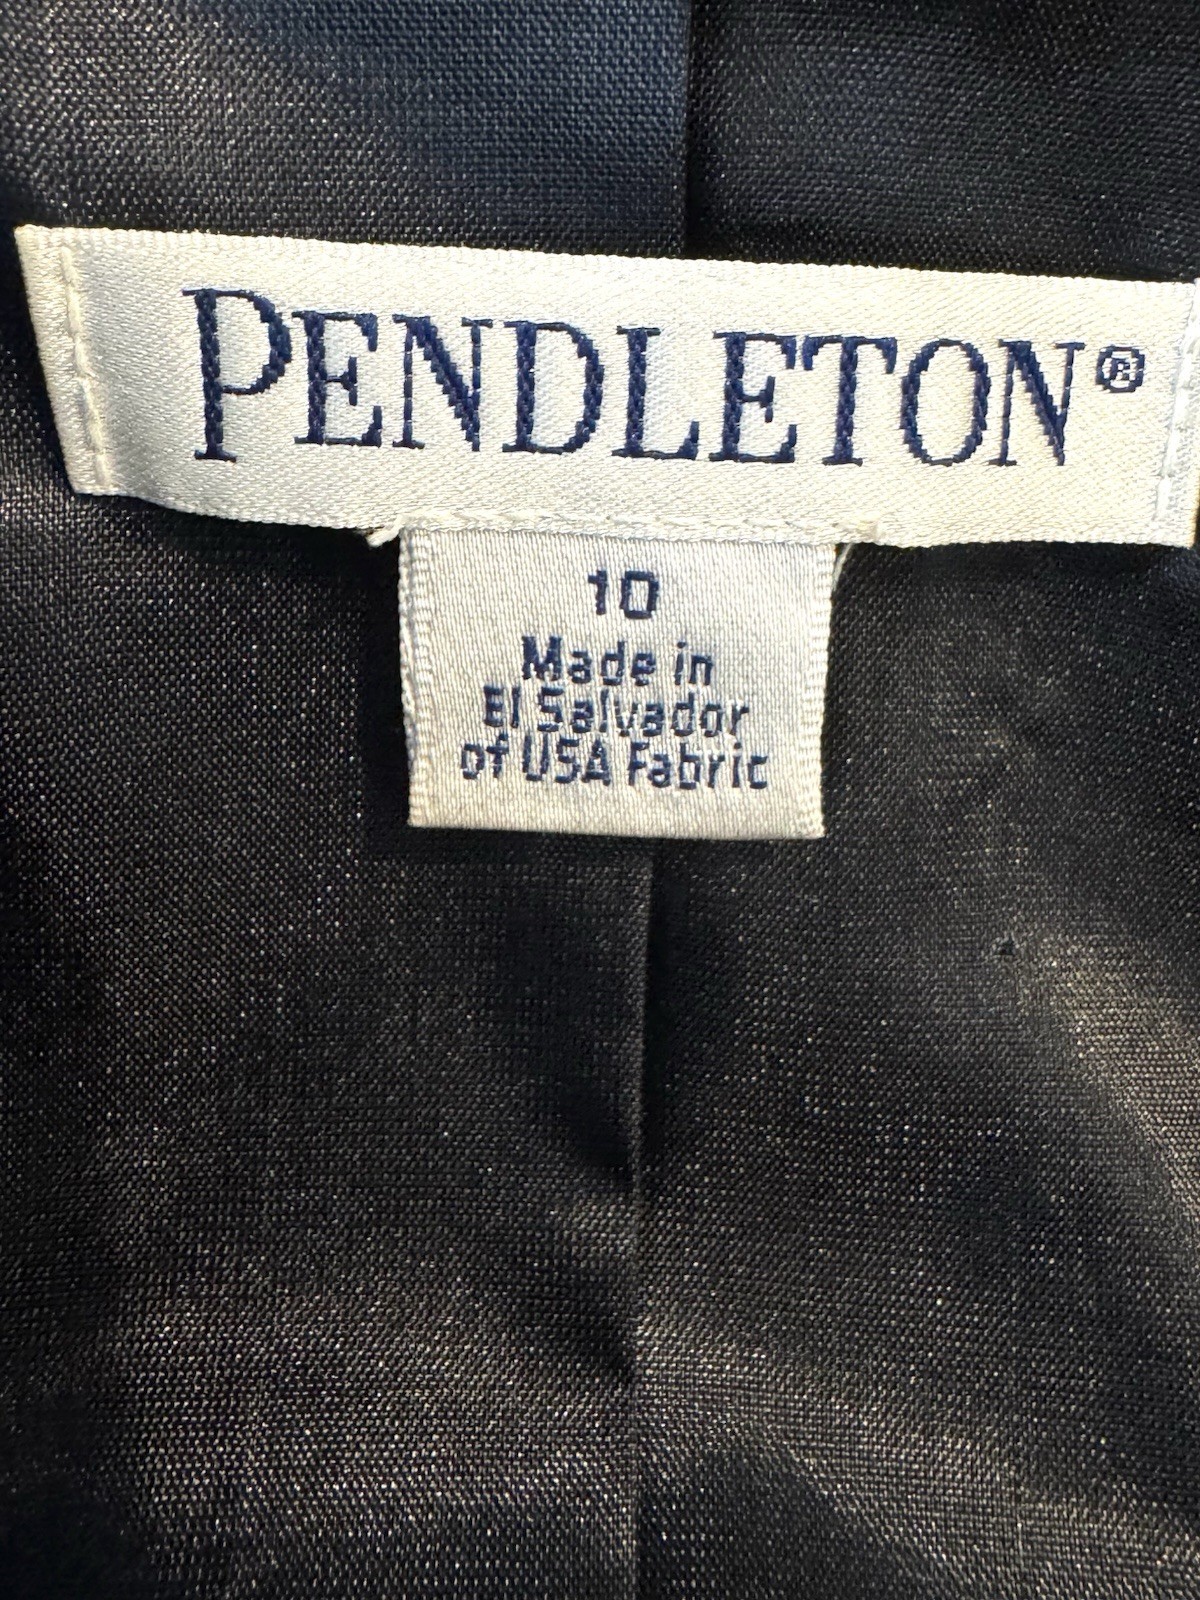 PENDLETON®
10
Made in
El Salvador
of USA Fabric